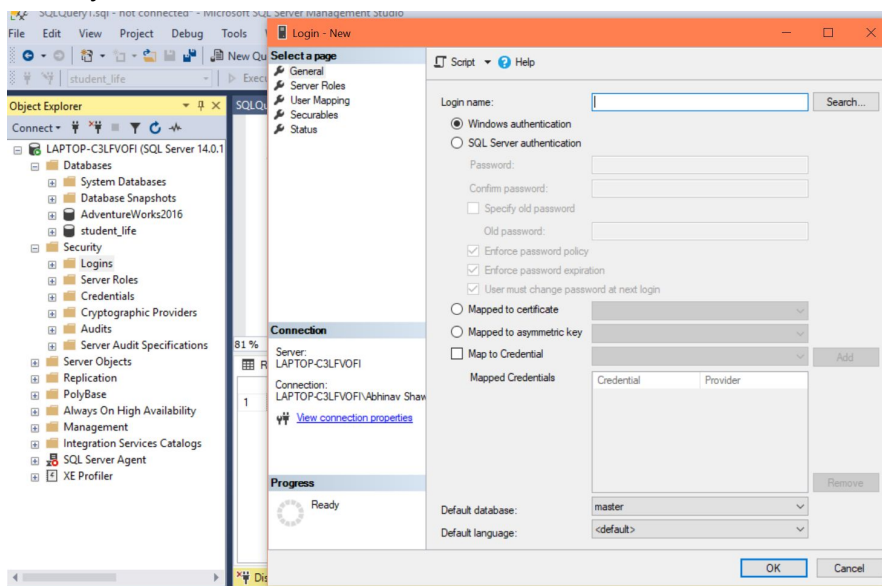 SQLQuery1.sql - not connected* - Microsoft SQL Server Management Studio
File Edit View Project Debug Tools
New Qu
student_life
Execu
Object Explorer
Connect
LAPTOP-C3LFVOFI (SQL Server 14.0.1
Databases
System Databases
Database Snapshots
AdventureWorks2016
student_life
Security
Logins
Server Roles
Credentials
Cryptographic Providers
Audits
Server Audit Specifications
Server Objects
Replication
PolyBase
Always On High Availability
Management
Integration Services Catalogs
SQL Server Agent
XE Profiler
SQLQu
81 %
R
1
Dis
Login - New
Select a page
General
Server Roles
User Mapping
Securables
Status
Connection
Server:
LAPTOP-C3LFVOFI
Connection:
LAPTOP-C3LFVOFI\Abhinav Shaw
View connection properties
Progress
Ready
Script Help
Login name: Search...
Windows authentication
SQL Server authentication
Password:
Confirm password:
Specify old password
Old password:
Enforce password policy
Enforce password expiration
User must change password at next login
Mapped to certificate
Mapped to asymmetric key
Map to Credential Add
Mapped Credentials Credential Provider
Remove
Default database: master
Default language: <default>
OK Cancel